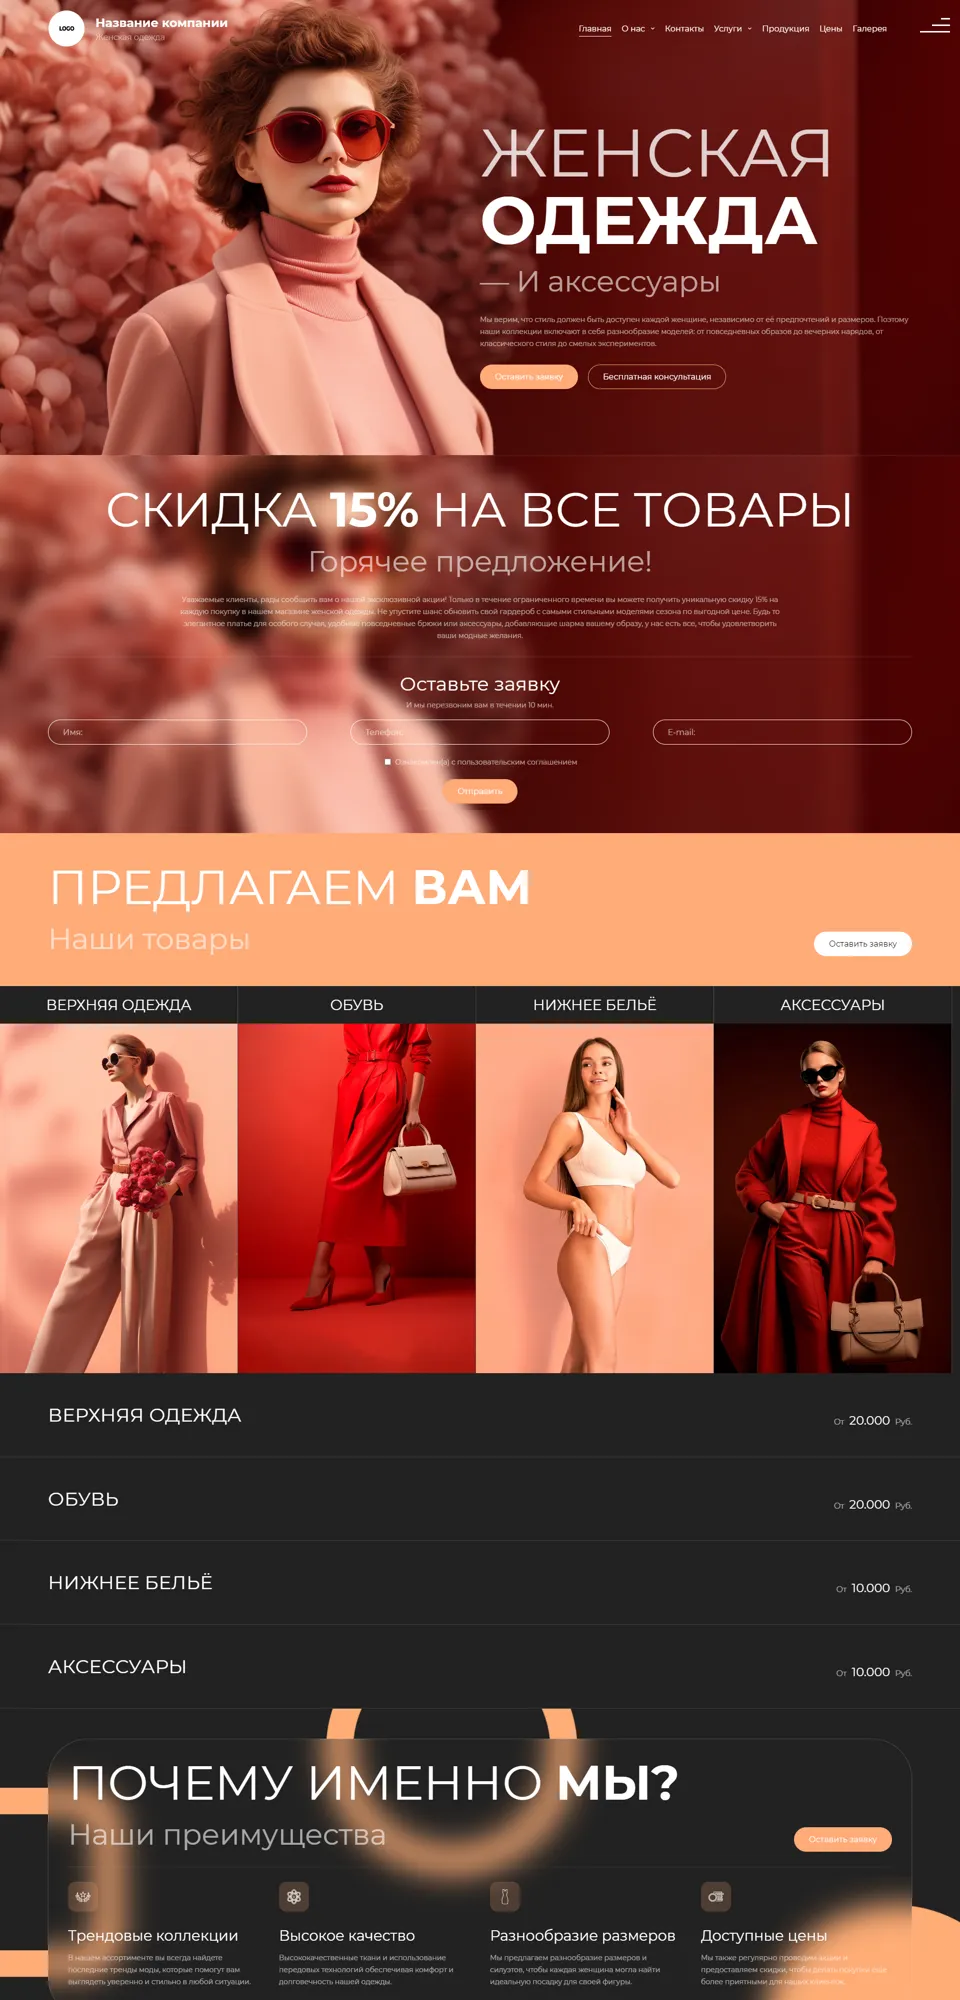 LOGO
Название компании
Женская одежда
Главная О нас Контакты Услуги Продукция Цены Галерея
ЖЕНСКАЯ
ОДЕЖДА
— И аксессуары
Мы верим, что стиль должен быть доступен каждой женщине, независимо от её предпочтений и размеров. Поэтому
наши коллекции включают в себя разнообразие моделей: от повседневных образов до вечерних нарядов, от
классического стиля до смелых экспериментов.
Оставить заявку Бесплатная консультация
СКИДКА 15% НА ВСЕ ТОВАРЫ
Горячее предложение!
Уважаемые клиенты, рады сообщить вам о нашей эксклюзивной акции! Только в течение ограниченного времени вы можете получить уникальную скидку 15% на
каждую покупку в нашем магазине женской одежды. Не упустите шанс обновить свой гардероб с самыми стильными моделями сезона по выгодной цене. Будь то
элегантное платье для особого случая, удобные повседневные брюки или аксессуары, добавляющие шарма вашему образу, у нас есть все, чтобы удовлетворить
ваши модные желания.
Оставьте заявку
И мы перезвоним вам в течении 10 мин.
Имя: Телефон: E-mail:
Ознакомлен(а) с пользовательским соглашением
Отправить
ПРЕДЛАГАЕМ ВАМ
Наши товары
Оставить заявку
ВЕРХНЯЯ ОДЕЖДА ОБУВЬ НИЖНЕЕ БЕЛЬЁ АКСЕССУАРЫ
ВЕРХНЯЯ ОДЕЖДА От 20.000 Руб.
ОБУВЬ От 20.000 Руб.
НИЖНЕЕ БЕЛЬЁ От 10.000 Руб.
АКСЕССУАРЫ От 10.000 Руб.
ПОЧЕМУ ИМЕННО МЫ?
Наши преимущества
Оставить заявку
Трендовые коллекции
В нашем ассортименте вы всегда найдете
последние тренды моды, которые помогут вам
выглядеть уверенно и стильно в любой ситуации.
Высокое качество
Высококачественные ткани и использование
передовых технологий обеспечивая комфорт и
долговечность нашей одежды.
Разнообразие размеров
Мы предлагаем разнообразие размеров и
силуэтов, чтобы каждая женщина могла найти
идеальную посадку для своей фигуры.
Доступные цены
Мы также регулярно проводим акции и
предоставляем скидки, чтобы делать покупки еще
более приятными для наших клиентов.